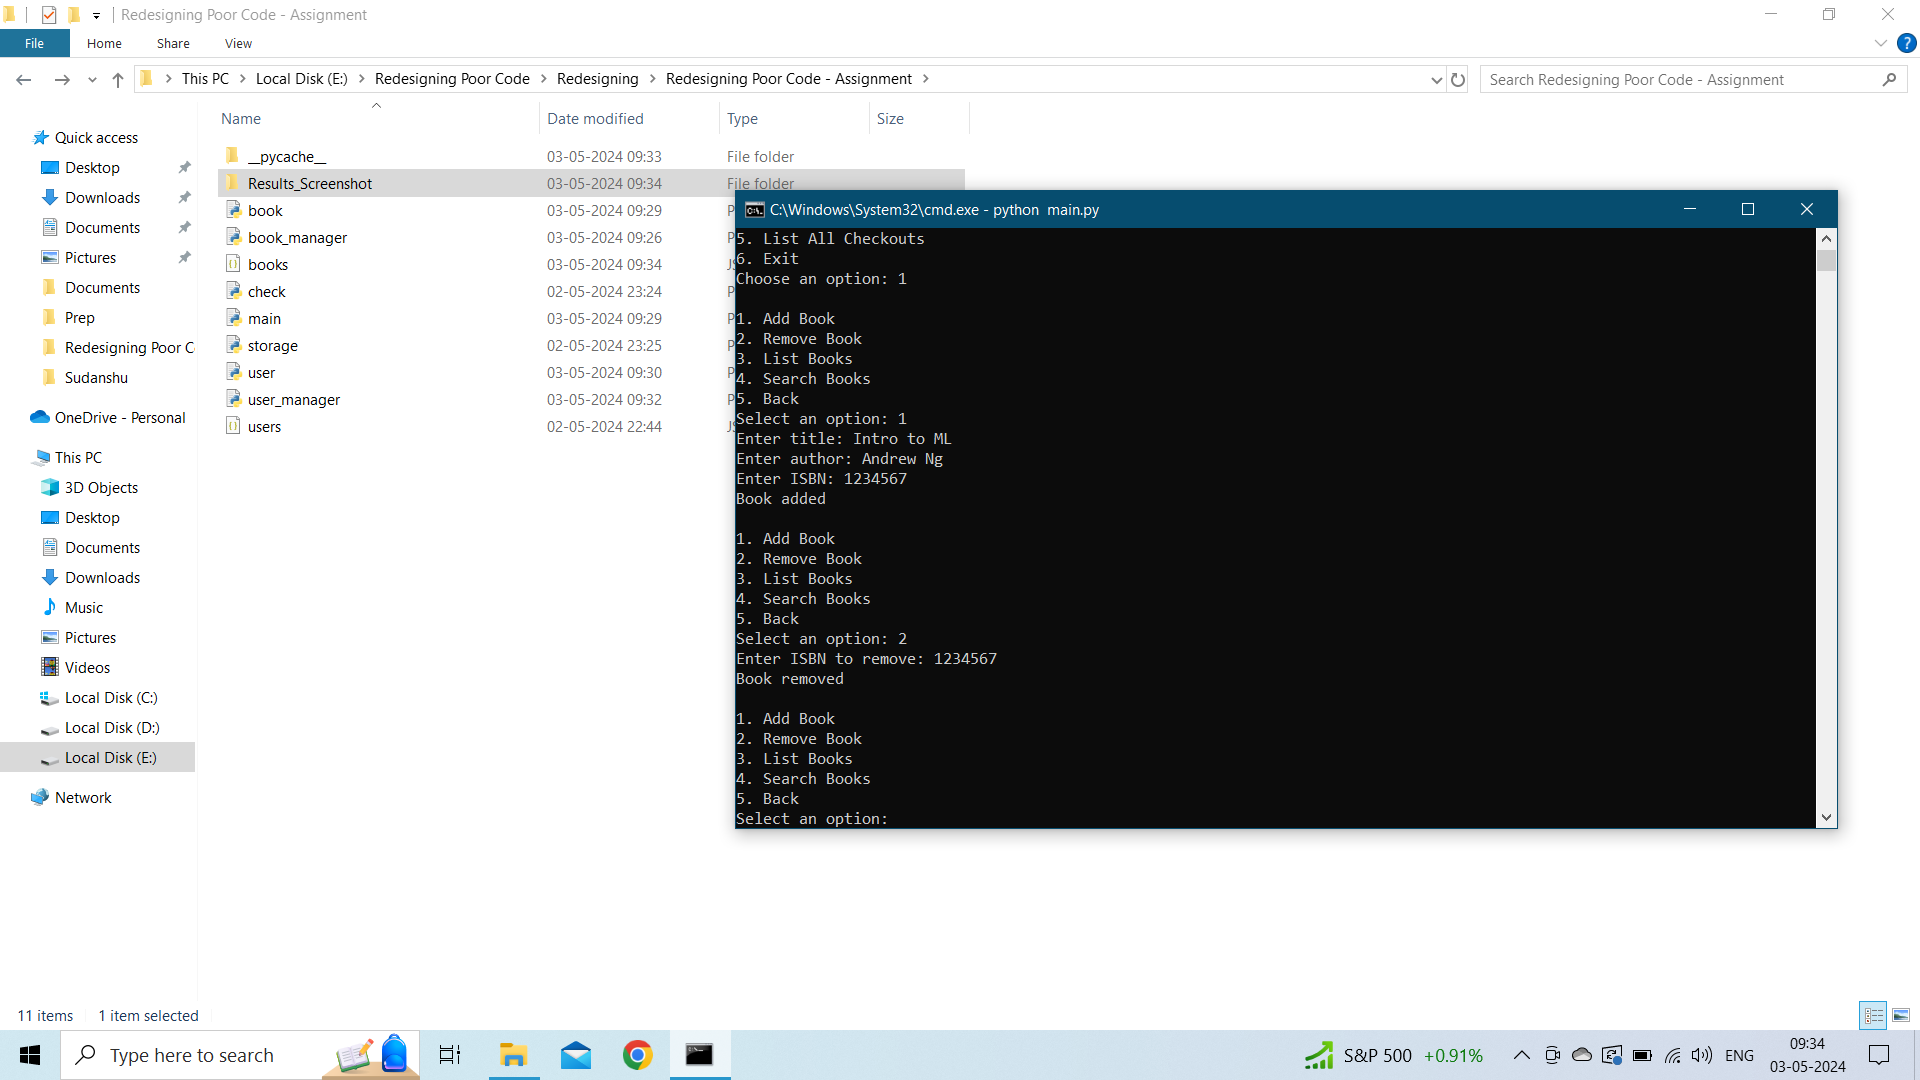 Redesigning Poor Code - Assignment
File Home Share View
This PC Local Disk (E:) Redesigning Poor Code Redesigning Redesigning Poor Code - Assignment
Search Redesigning Poor Code - Assignment
Quick access
Desktop
Downloads
Documents
Pictures
Documents
Prep
Redesigning Poor C
Sudanshu
OneDrive - Personal
This PC
3D Objects
Desktop
Documents
Downloads
Music
Pictures
Videos
Local Disk (C:)
Local Disk (D:)
Local Disk (E:)
Network
Name Date modified Type Size
__pycache__ 03-05-2024 09:33 File folder
Results_Screenshot 03-05-2024 09:34 File folder
book 03-05-2024 09:29
book_manager 03-05-2024 09:26
books 03-05-2024 09:34
check 02-05-2024 23:24
main 03-05-2024 09:29
storage 02-05-2024 23:25
user 03-05-2024 09:30
user_manager 03-05-2024 09:32
users 02-05-2024 22:44
C:\Windows\System32\cmd.exe - python  main.py
5. List All Checkouts
6. Exit
Choose an option: 1
1. Add Book
2. Remove Book
3. List Books
4. Search Books
5. Back
Select an option: 1
Enter title: Intro to ML
Enter author: Andrew Ng
Enter ISBN: 1234567
Book added
1. Add Book
2. Remove Book
3. List Books
4. Search Books
5. Back
Select an option: 2
Enter ISBN to remove: 1234567
Book removed
1. Add Book
2. Remove Book
3. List Books
4. Search Books
5. Back
Select an option:
11 items 1 item selected
Type here to search
S&P 500 +0.91%
ENG
09:34
03-05-2024